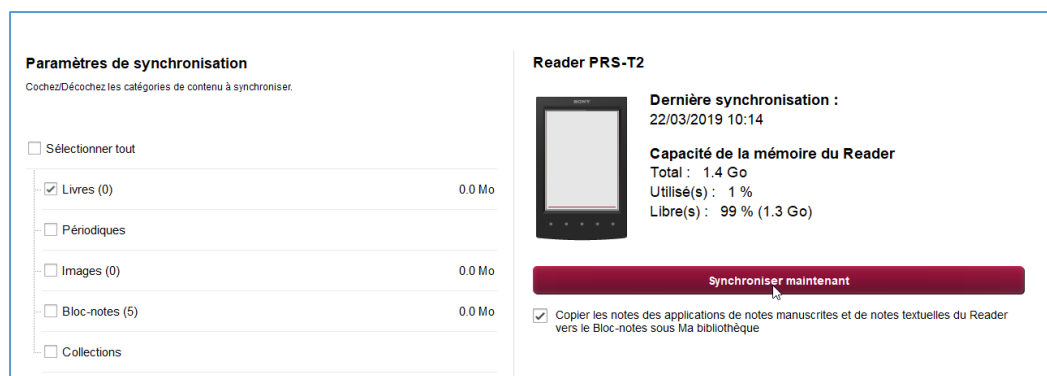 Paramètres de synchronisation
Cochez/Décochez les catégories de contenu à synchroniser.
Sélectionner tout
Livres (0) 0.0 Mo
Périodiques
Images (0) 0.0 Mo
Bloc-notes (5) 0.0 Mo
Collections
Reader PRS-T2
SONY
Dernière synchronisation :
22/03/2019 10:14
Capacité de la mémoire du Reader
Total : 1.4 Go
Utilisé(s) : 1 %
Libre(s) : 99 % (1.3 Go)
Synchroniser maintenant
Copier les notes des applications de notes manuscrites et de notes textuelles du Reader
vers le Bloc-notes sous Ma bibliothèque